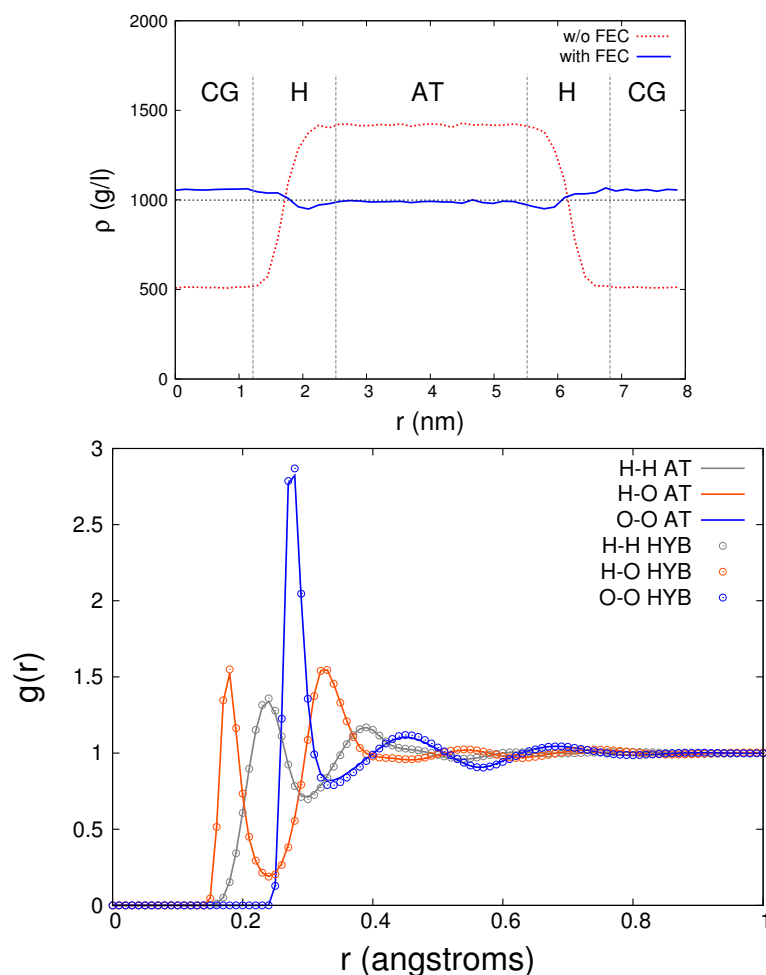 2000
1500
1000
500
0
ρ (g/l)
w/o FEC
with FEC
CG H AT H CG
0 1 2 3 4 5 6 7 8
r (nm)
3
2.5
2
1.5
1
0.5
0
g(r)
H-H AT
H-O AT
O-O AT
H-H HYB
H-O HYB
O-O HYB
0 0.2 0.4 0.6 0.8 1
r (angstroms)